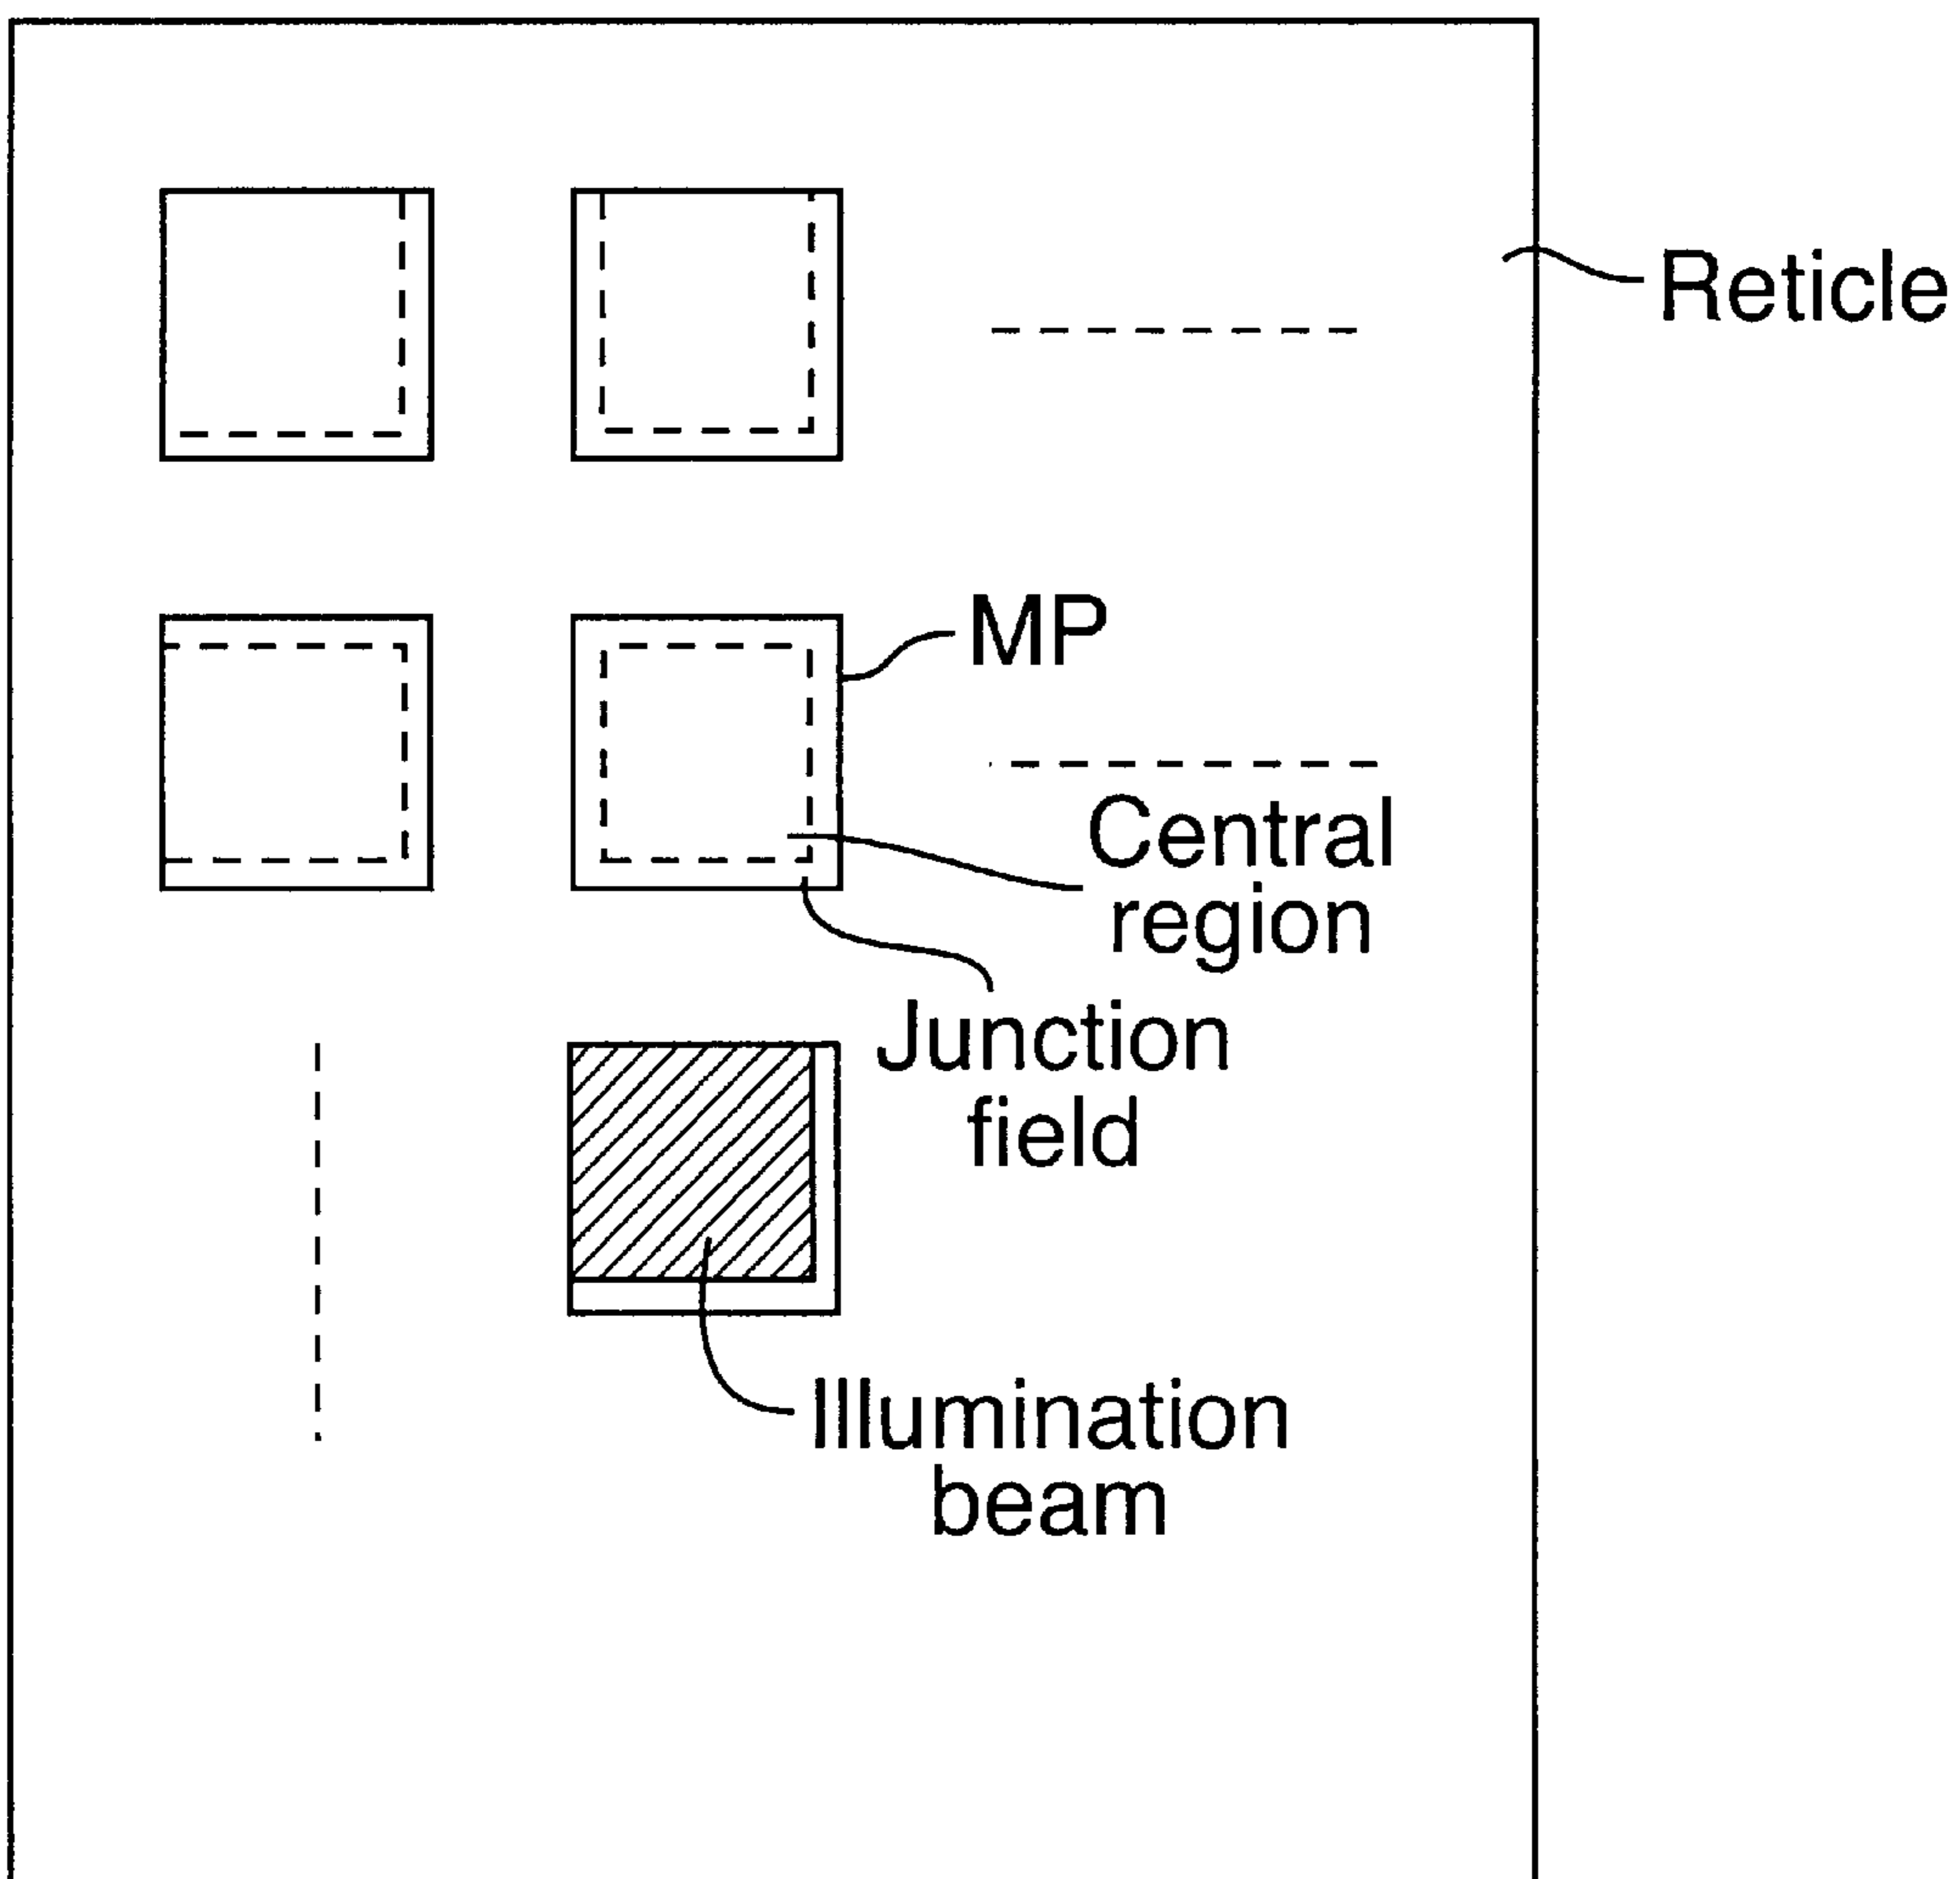 Reticle
MP
Central
region
Junction
field
Illumination
beam